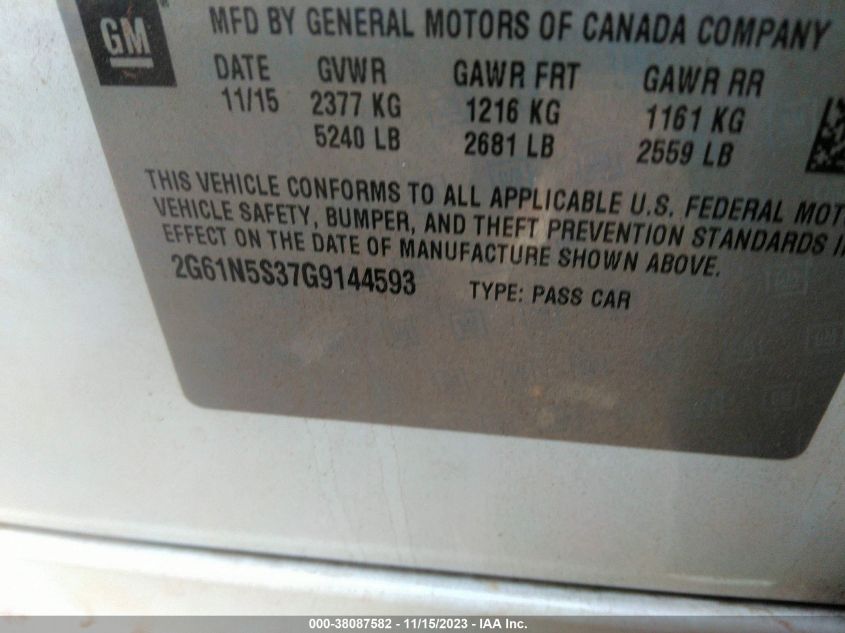 GM
MFD BY GENERAL MOTORS OF CANADA COMPANY
DATE GVWR GAWR FRT GAWR RR
11/15 2377 KG 1216 KG 1161 KG
5240 LB 2681 LB 2559 LB
THIS VEHICLE CONFORMS TO ALL APPLICABLE U.S. FEDERAL MOT
VEHICLE SAFETY, BUMPER, AND THEFT PREVENTION STANDARDS I
EFFECT ON THE DATE OF MANUFACTURE SHOWN ABOVE.
2G61N5S37G9144593 TYPE: PASS CAR
000-38087582 - 11/15/2023 - IAA Inc.